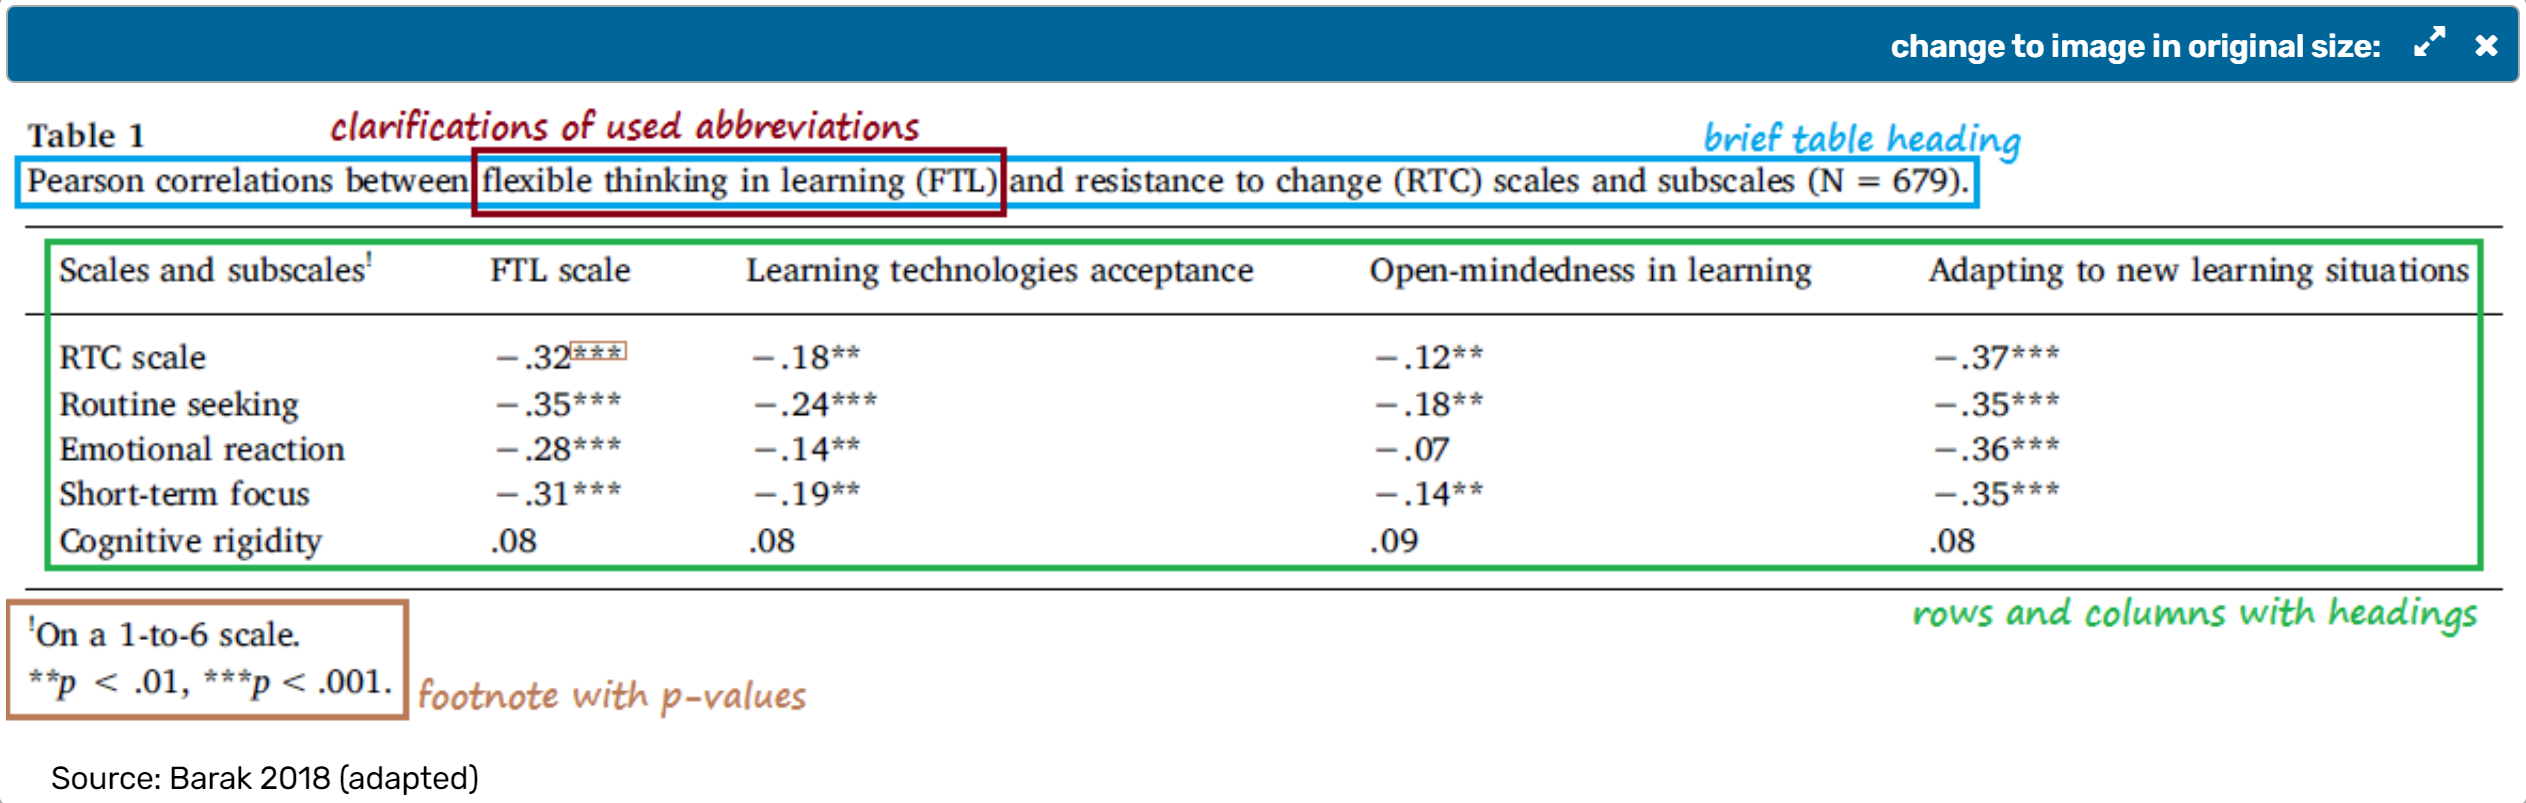 change to image in original size:
clarifications of used abbreviations
brief table heading
Table 1
Pearson correlations between flexible thinking in learning (FTL) and resistance to change (RTC) scales and subscales (N = 679).
Scales and subscales! FTL scale Learning technologies acceptance Open-mindedness in learning Adapting to new learning situations
RTC scale −.32*** −.18** −.12** −.37***
Routine seeking −.35*** −.24*** −.18** −.35***
Emotional reaction −.28*** −.14** −.07 −.36***
Short-term focus −.31*** −.19** −.14** −.35***
Cognitive rigidity .08 .08 .09 .08
rows and columns with headings
!On a 1-to-6 scale.
**p < .01, ***p < .001.
footnote with p-values
Source: Barak 2018 (adapted)